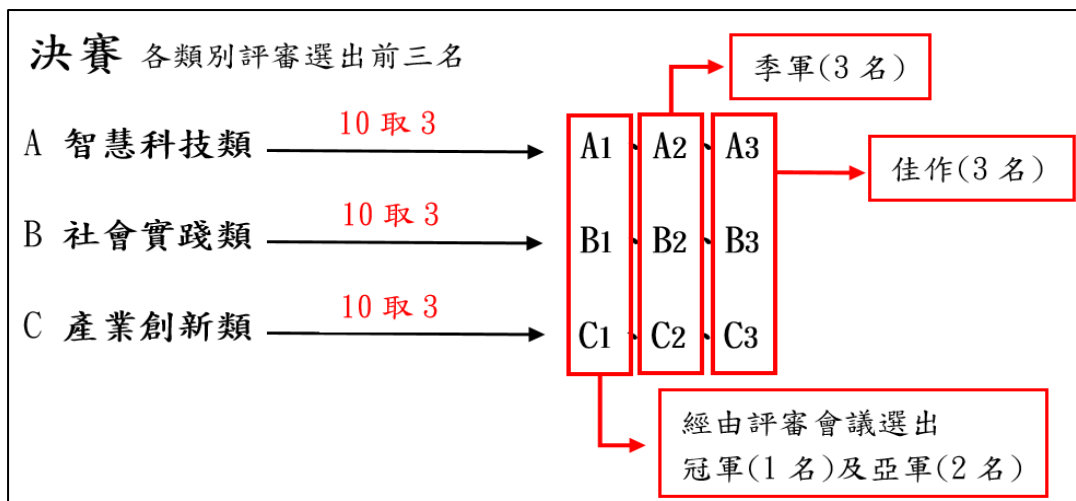 決賽 各類別評審選出前三名
季軍(3 名)
A 智慧科技類 10 取 3 A1、A2、A3
佳作(3 名)
B 社會實踐類 10 取 3 B1、B2、B3
C 產業創新類 10 取 3 C1、C2、C3
經由評審會議選出
冠軍(1 名)及亞軍(2 名)